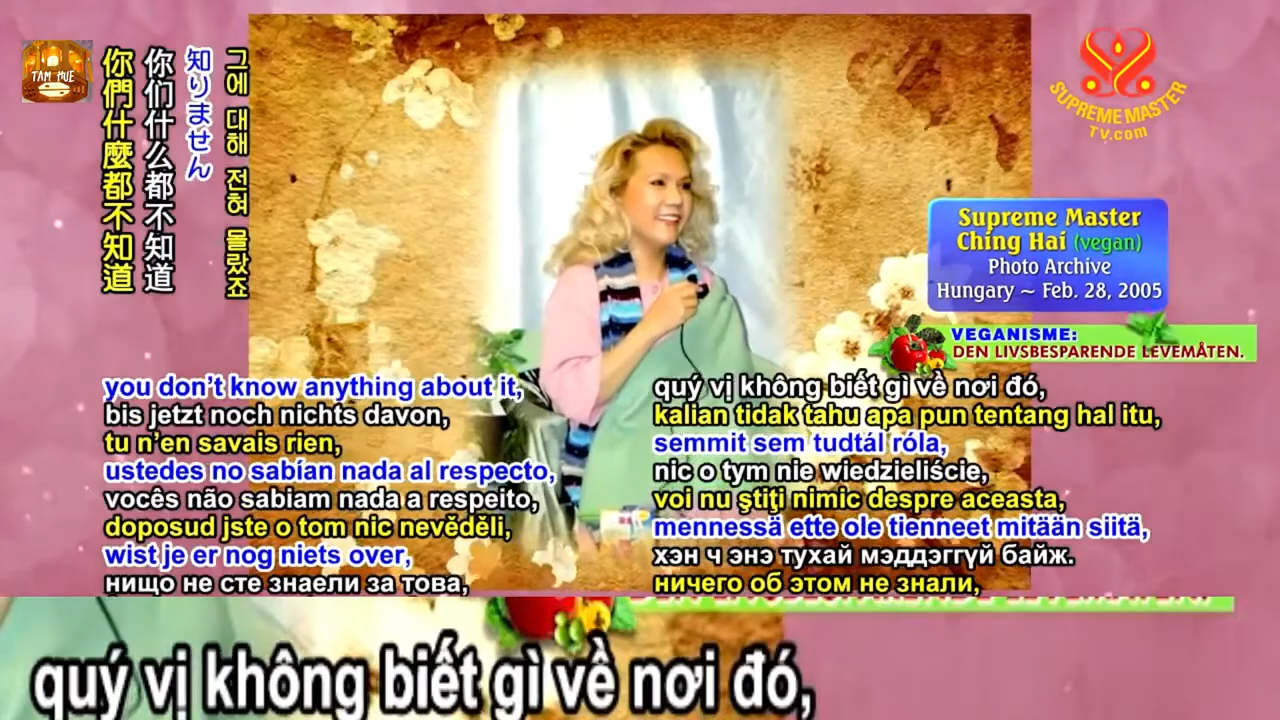 TAM HUE
你們什麼都不知道
你们什么都不知道
知りません
그에 대해 전혀 몰랐죠
SUPREME MASTER
TV.com
Supreme Master
Ching Hai (vegan)
Photo Archive
Hungary ~ Feb. 28, 2005
VEGANISME:
DEN LIVSBESPARENDE LEVEMÅTEN.
you don't know anything about it,
bis jetzt noch nichts davon,
tu n'en savais rien,
ustedes no sabían nada al respecto,
vocês não sabiam nada a respeito,
doposud jste o tom nic nevěděli,
wist je er nog niets over,
нищо не сте знаели за това,
quý vị không biết gì về nơi đó,
kalian tidak tahu apa pun tentang hal itu,
semmit sem tudtál róla,
nic o tym nie wiedzieliście,
voi nu ştiţi nimic despre aceasta,
mennessä ette ole tienneet mitään siitä,
хэн ч энэ тухай мэддэггүй байж.
ничего об этом не знали,
quý vị không biết gì về nơi đó,